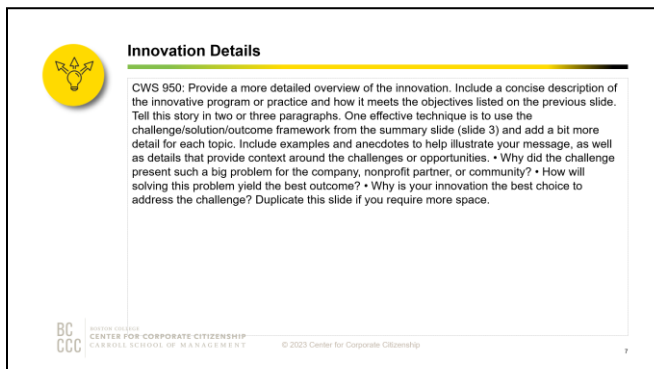 Innovation Details
CWS 950: Provide a more detailed overview of the innovation. Include a concise description of
the innovative program or practice and how it meets the objectives listed on the previous slide.
Tell this story in two or three paragraphs. One effective technique is to use the
challenge/solution/outcome framework from the summary slide (slide 3) and add a bit more
detail for each topic. Include examples and anecdotes to help illustrate your message, as well
as details that provide context around the challenges or opportunities. • Why did the challenge
present such a big problem for the company, nonprofit partner, or community? • How will
solving this problem yield the best outcome? • Why is your innovation the best choice to
address the challenge? Duplicate this slide if you require more space.
BC
CCC
BOSTON COLLEGE
CENTER FOR CORPORATE CITIZENSHIP
CARROLL SCHOOL OF MANAGEMENT
© 2023 Center for Corporate Citizenship
7